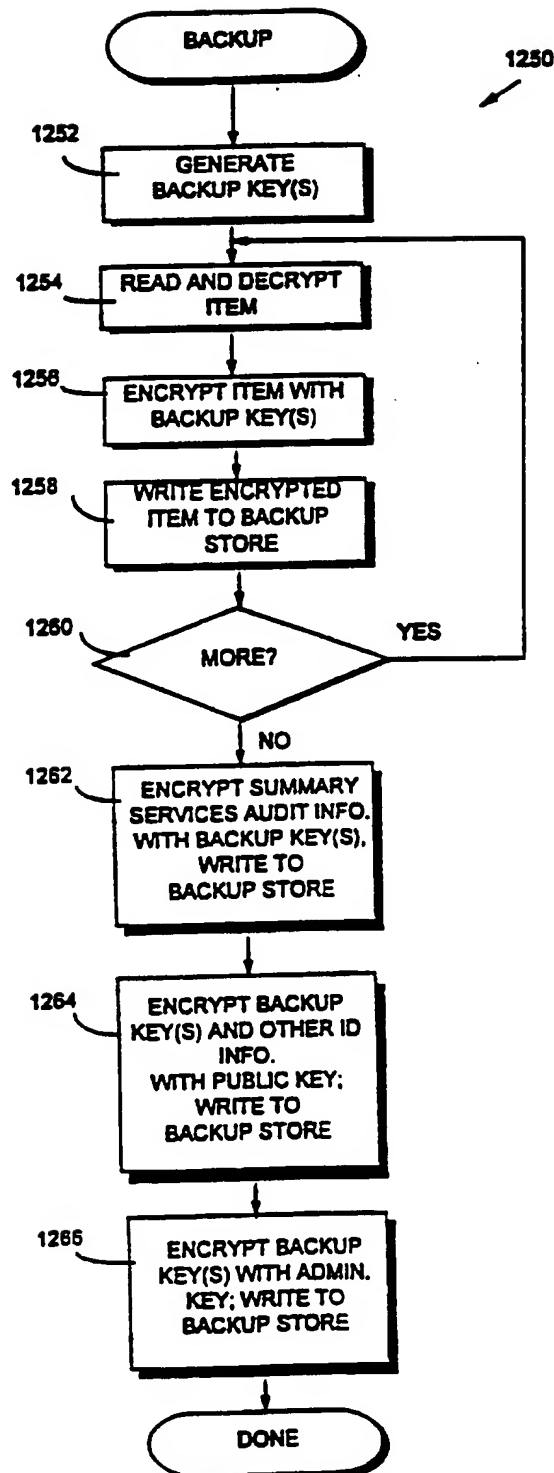 BACKUP
1250
1252
GENERATE
BACKUP KEY(S)
1254
READ AND DECRYPT
ITEM
1256
ENCRYPT ITEM WITH
BACKUP KEY(S)
1258
WRITE ENCRYPTED
ITEM TO BACKUP
STORE
1260
MORE?
YES
NO
1262
ENCRYPT SUMMARY
SERVICES AUDIT INFO.
WITH BACKUP KEY(S),
WRITE TO
BACKUP STORE
1264
ENCRYPT BACKUP
KEY(S) AND OTHER ID
INFO.
WITH PUBLIC KEY;
WRITE TO
BACKUP STORE
1266
ENCRYPT BACKUP
KEY(S) WITH ADMIN.
KEY; WRITE TO
BACKUP STORE
DONE